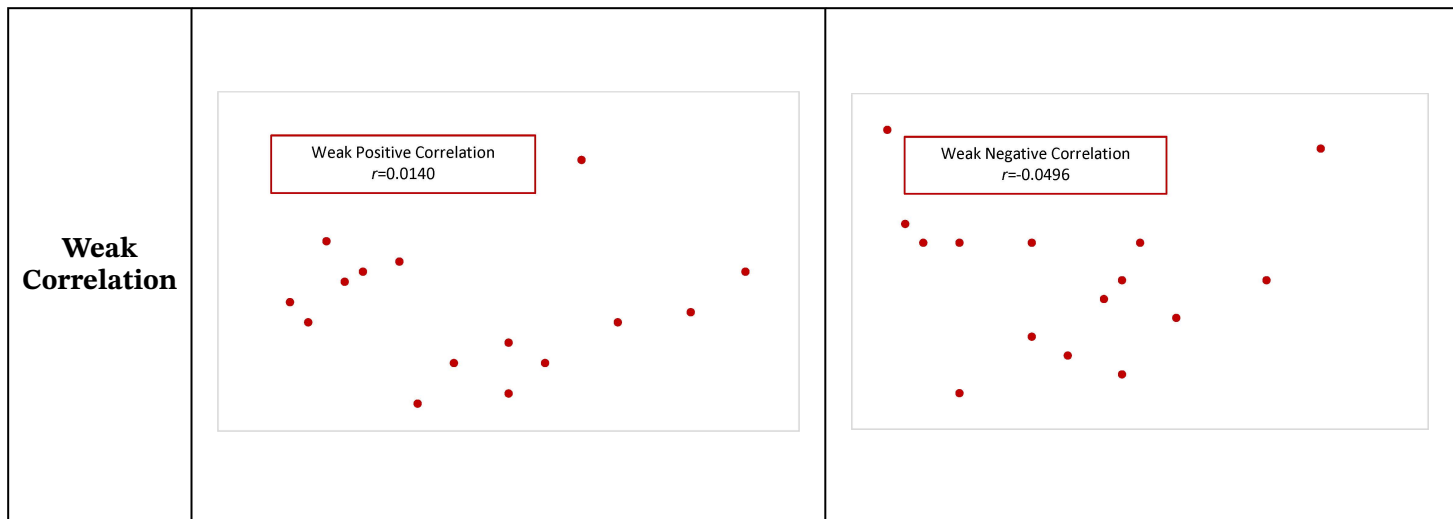 Weak
Correlation
Weak Positive Correlation
r=0.0140
Weak Negative Correlation
r=-0.0496